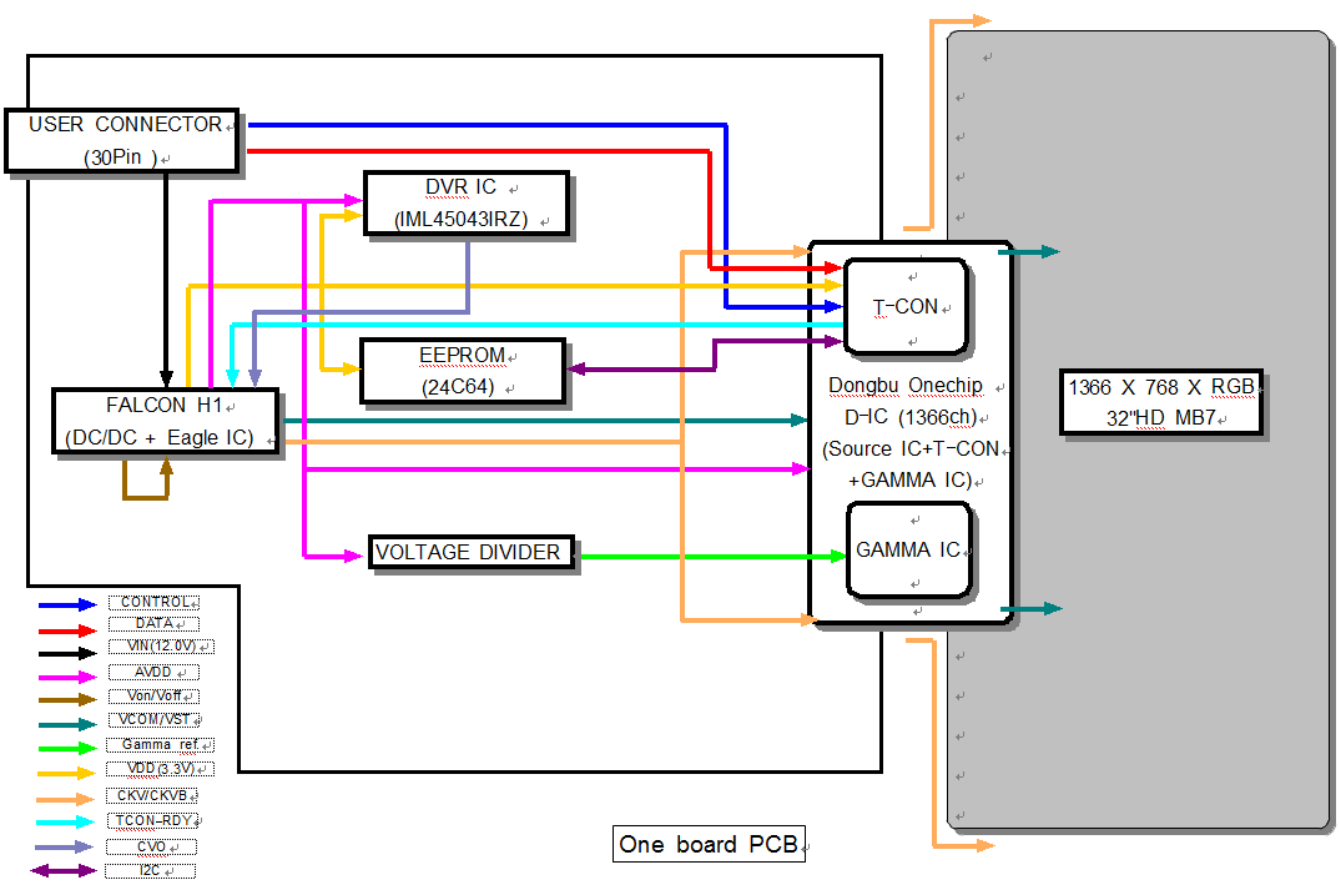 USER CONNECTOR
(30Pin )
DVR IC
(IML45043IRZ)
T-CON
EEPROM
(24C64)
FALCON H1
(DC/DC + Eagle IC)
Dongbu Onechip
D-IC (1366ch)
(Source IC+T-CON
+GAMMA IC)
1366 X 768 X RGB
32"HD MB7
VOLTAGE DIVIDER
GAMMA IC
CONTROL
DATA
VIN(12.0V)
AVDD
Von/Voff
VCOM/VST
Gamma ref.
VDD(3.3V)
CKV/CKVB
TCON-RDY
CVO
I2C
One board PCB